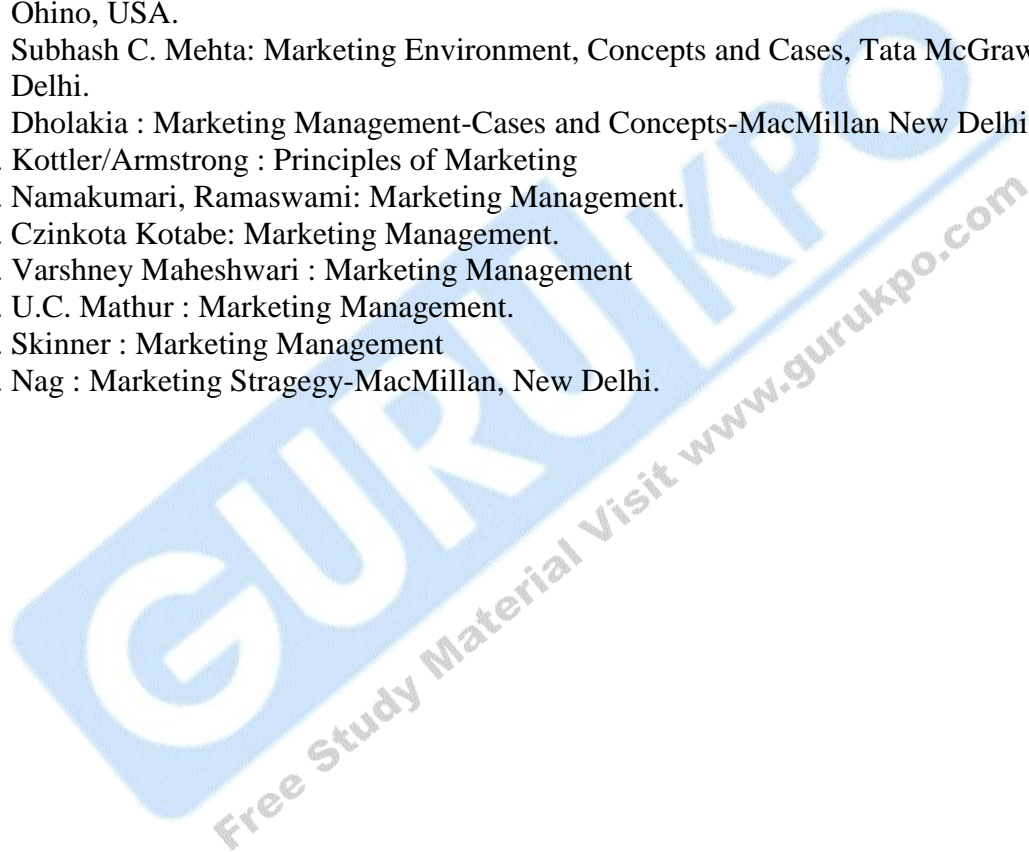 Ohino, USA.
Subhash C. Mehta: Marketing Environment, Concepts and Cases, Tata McGraw
Delhi.
Dholakia : Marketing Management-Cases and Concepts-MacMillan New Delhi
. Kottler/Armstrong : Principles of Marketing
. Namakumari, Ramaswami: Marketing Management.
. Czinkota Kotabe: Marketing Management.
. Varshney Maheshwari : Marketing Management
. U.C. Mathur : Marketing Management.
. Skinner : Marketing Management
. Nag : Marketing Stragegy-MacMillan, New Delhi.
GURUKPO
Free Study Material Visit www.gurukpo.com